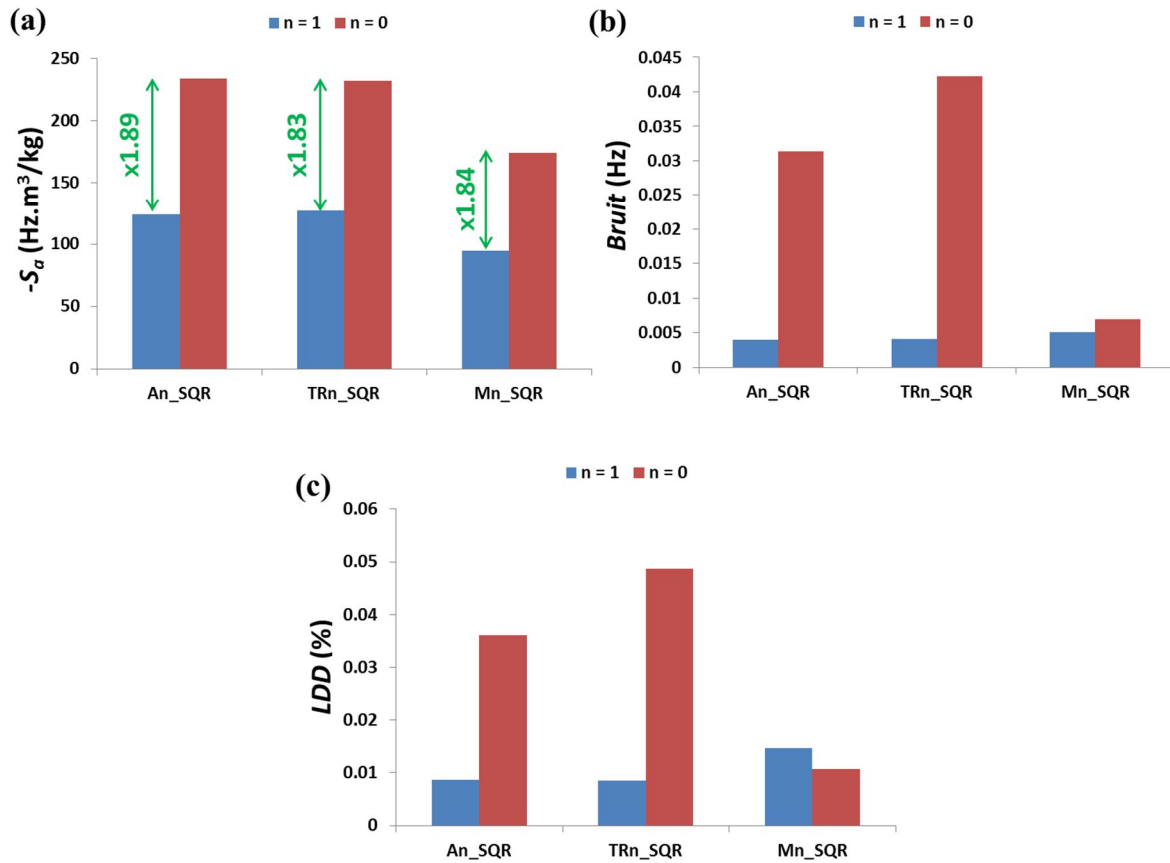 (a)
n = 1 n = 0
-Sa (Hz.m³/kg)
250
200
150
100
50
0
x1.89
x1.83
x1.84
An_SQR TRn_SQR Mn_SQR
(b)
n = 1 n = 0
Bruit (Hz)
0.045
0.04
0.035
0.03
0.025
0.02
0.015
0.01
0.005
0
An_SQR TRn_SQR Mn_SQR
(c)
n = 1 n = 0
LDD (%)
0.06
0.05
0.04
0.03
0.02
0.01
0
An_SQR TRn_SQR Mn_SQR